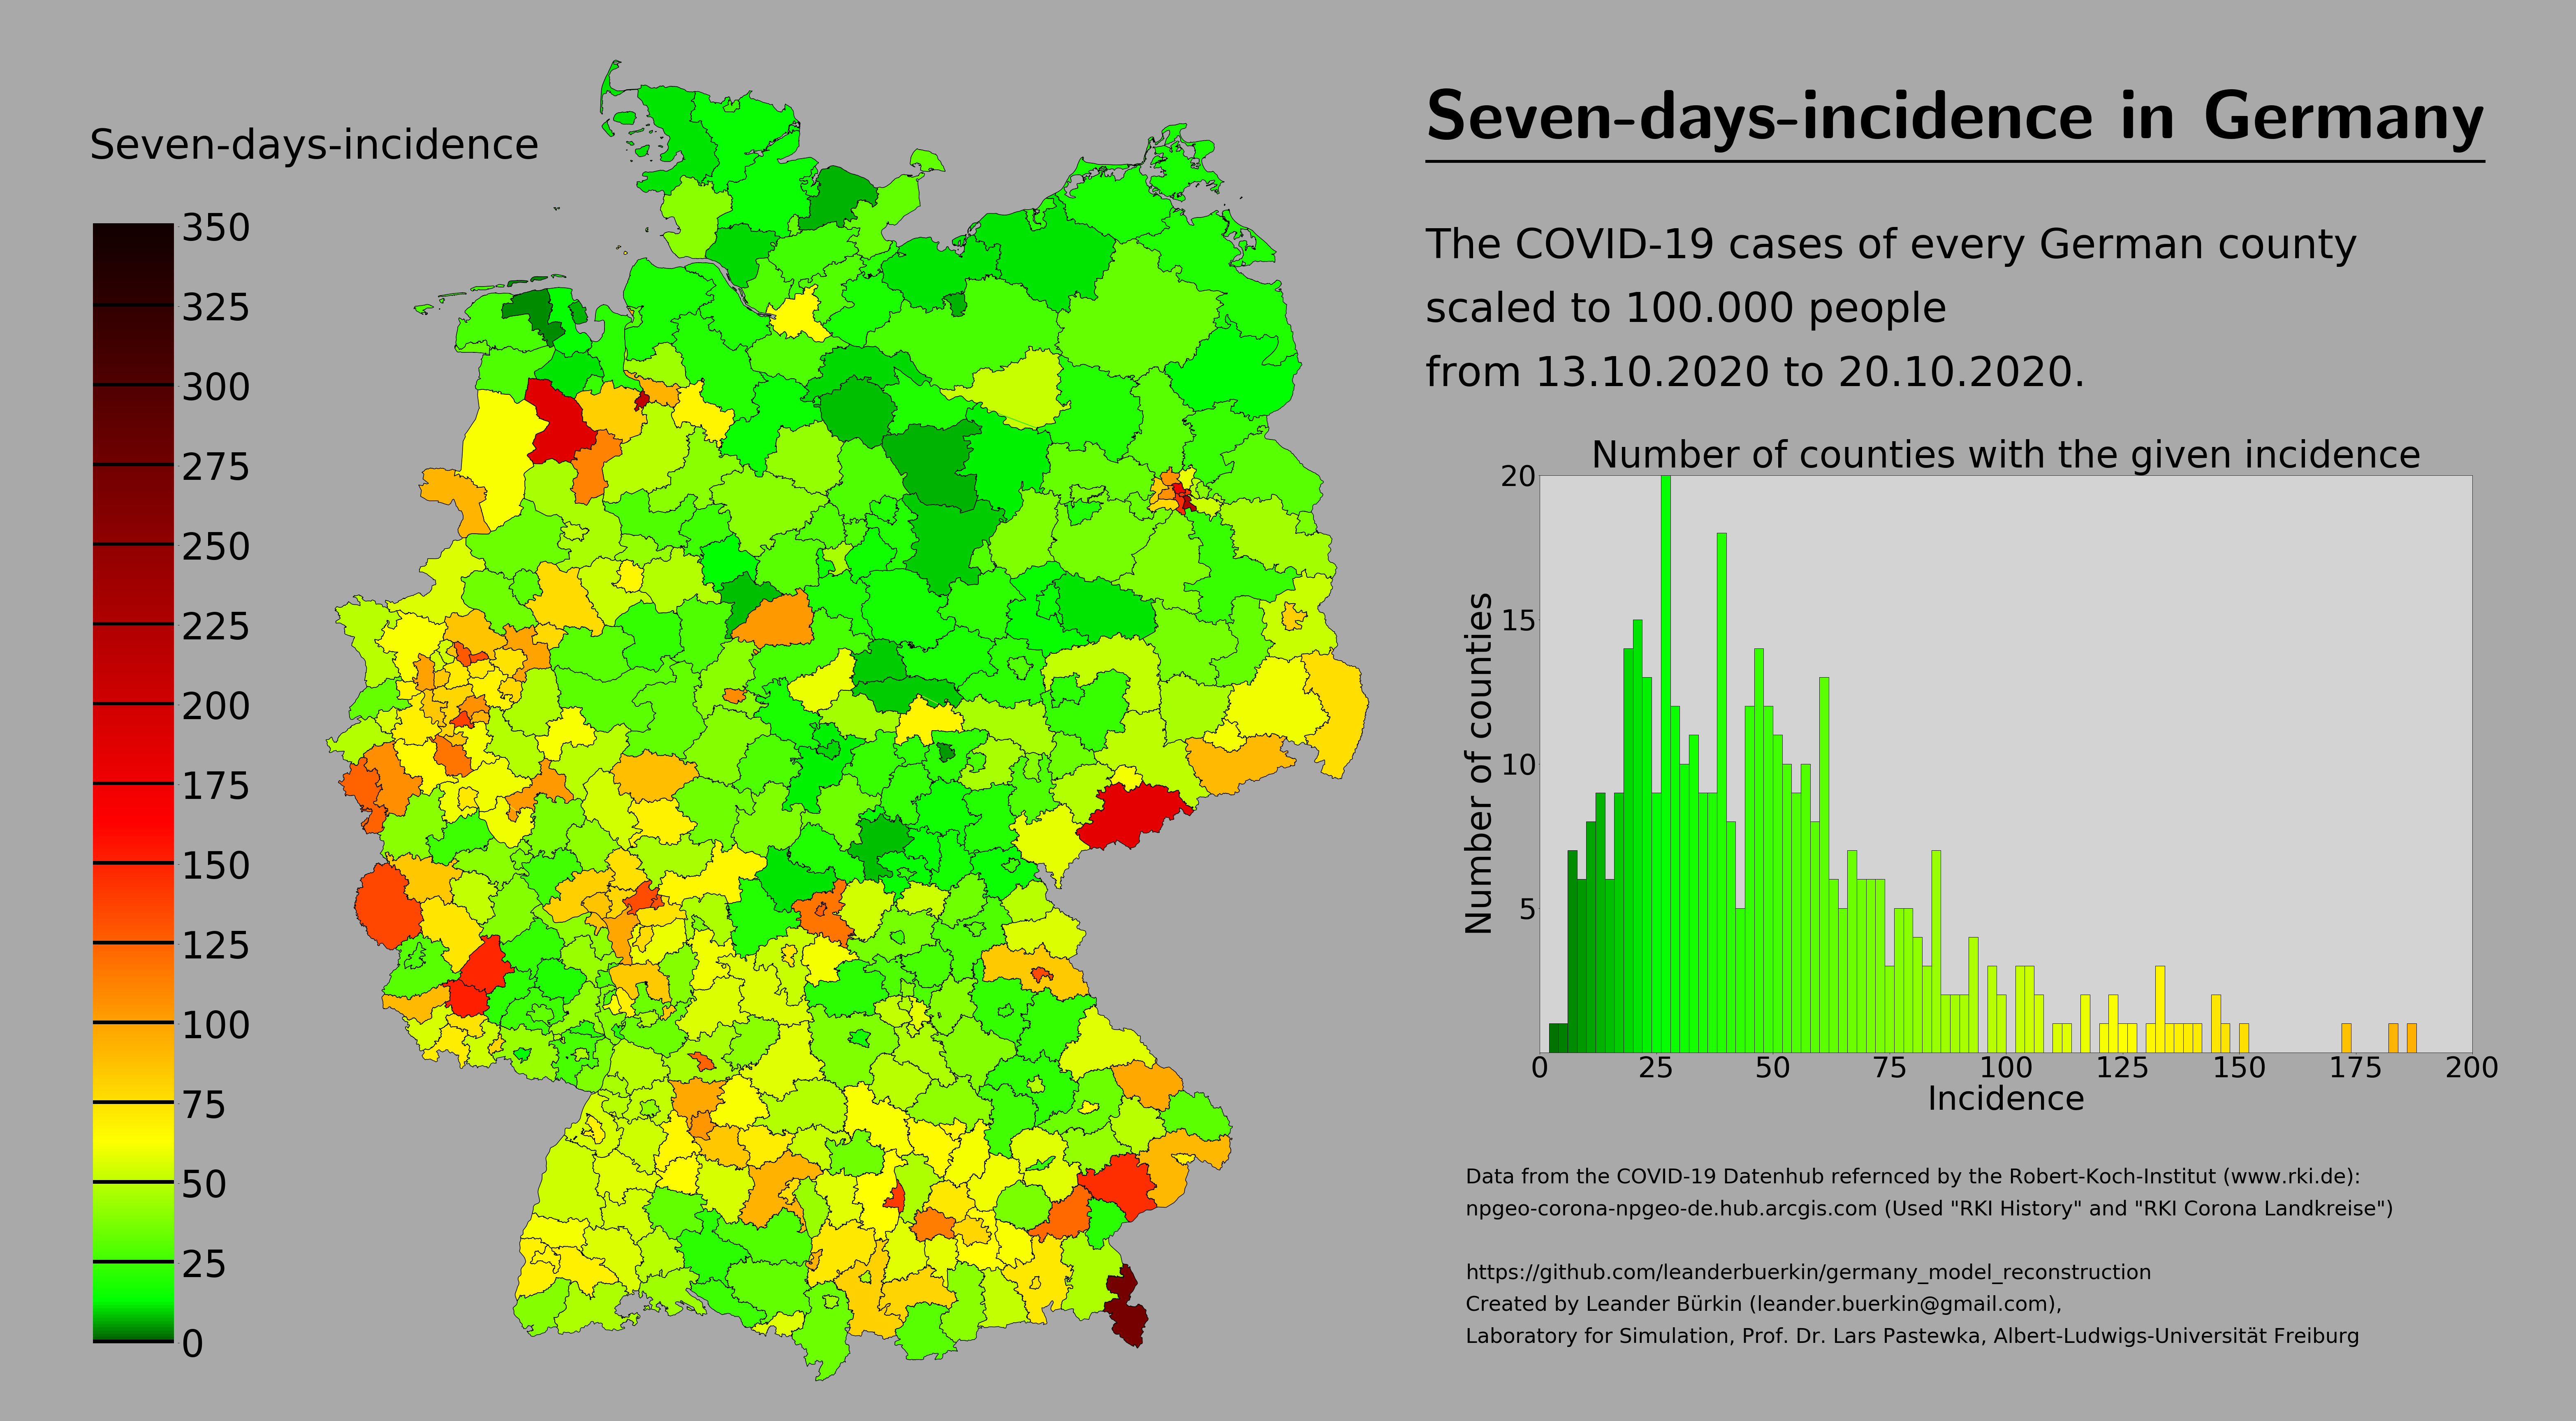 Seven-days-incidence in Germany
Seven-days-incidence
350
325
300
275
250
225
200
175
150
125
100
75
50
25
0
The COVID-19 cases of every German county
scaled to 100.000 people
from 13.10.2020 to 20.10.2020.
Number of counties with the given incidence
Number of counties
20
15
10
5
0 25 50 75 100 125 150 175 200
Incidence
Data from the COVID-19 Datenhub refernced by the Robert-Koch-Institut (www.rki.de):
npgeo-corona-npgeo-de.hub.arcgis.com (Used "RKI History" and "RKI Corona Landkreise")
https://github.com/leanderbuerkin/germany_model_reconstruction
Created by Leander Bürkin (leander.buerkin@gmail.com),
Laboratory for Simulation, Prof. Dr. Lars Pastewka, Albert-Ludwigs-Universität Freiburg